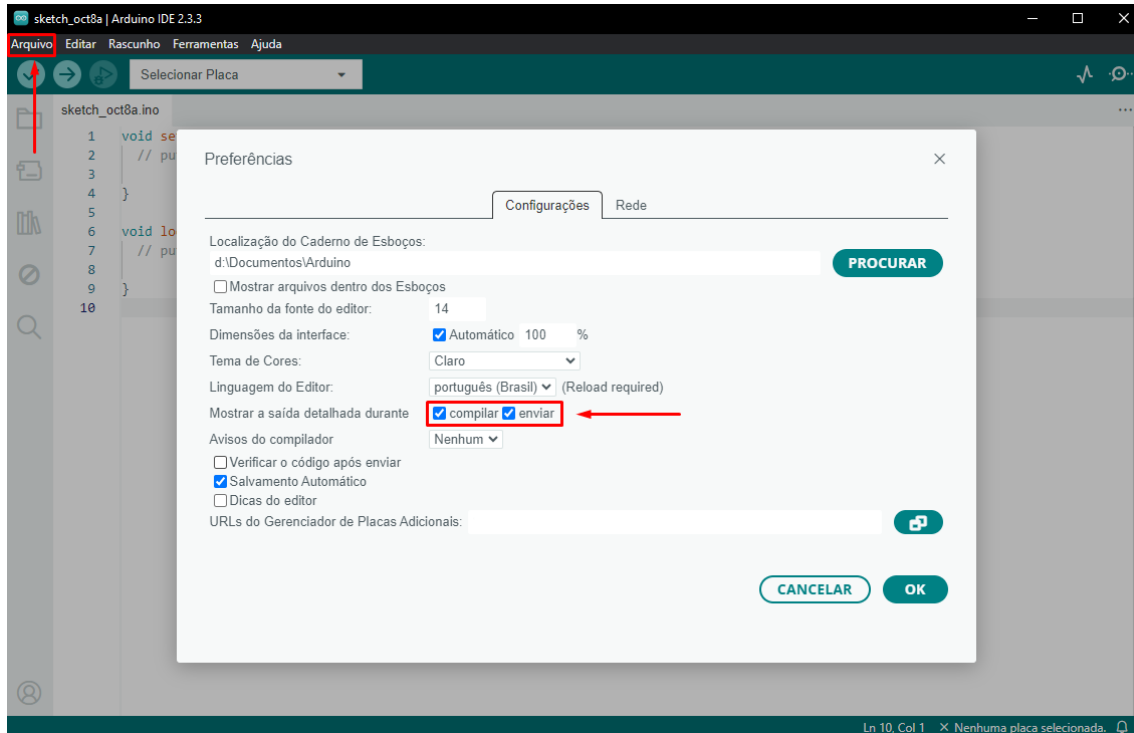 sketch_oct8a | Arduino IDE 2.3.3
Arquivo Editar Rascunho Ferramentas Ajuda
Selecionar Placa
sketch_oct8a.ino
...
1 void se
2 // pu
3
4 }
5
6 void lo
7 // pu
8
9 }
10
Preferências
Configurações Rede
Localização do Caderno de Esboços:
d:\Documentos\Arduino PROCURAR
Mostrar arquivos dentro dos Esboços
Tamanho da fonte do editor: 14
Dimensões da interface: Automático 100 %
Tema de Cores: Claro
Linguagem do Editor: português (Brasil) (Reload required)
Mostrar a saída detalhada durante compilar enviar
Avisos do compilador Nenhum
Verificar o código após enviar
Salvamento Automático
Dicas do editor
URLs do Gerenciador de Placas Adicionais:
CANCELAR OK
Ln 10, Col 1 Nenhuma placa selecionada.